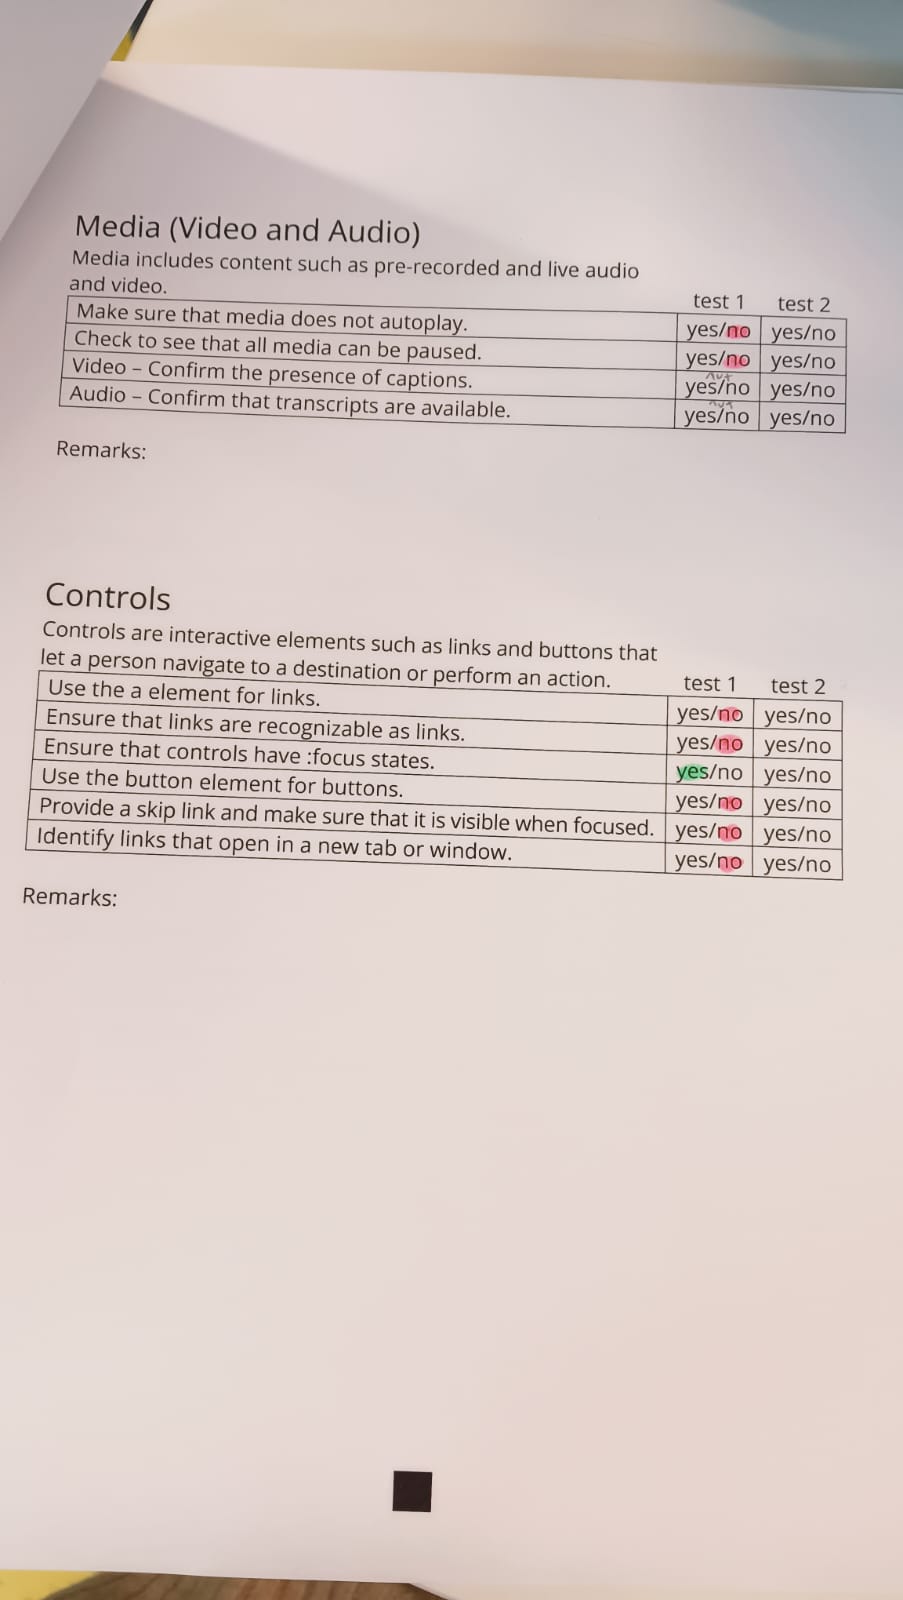 Media (Video and Audio)
Media includes content such as pre-recorded and live audio
and video.
test 1 test 2
Make sure that media does not autoplay. yes/no yes/no
Check to see that all media can be paused. yes/no yes/no
Video – Confirm the presence of captions. yes/no yes/no
Audio – Confirm that transcripts are available. yes/no yes/no
Remarks:
Controls
Controls are interactive elements such as links and buttons that
let a person navigate to a destination or perform an action.
test 1 test 2
Use the a element for links. yes/no yes/no
Ensure that links are recognizable as links. yes/no yes/no
Ensure that controls have :focus states. yes/no yes/no
Use the button element for buttons. yes/no yes/no
Provide a skip link and make sure that it is visible when focused. yes/no yes/no
Identify links that open in a new tab or window. yes/no yes/no
Remarks: